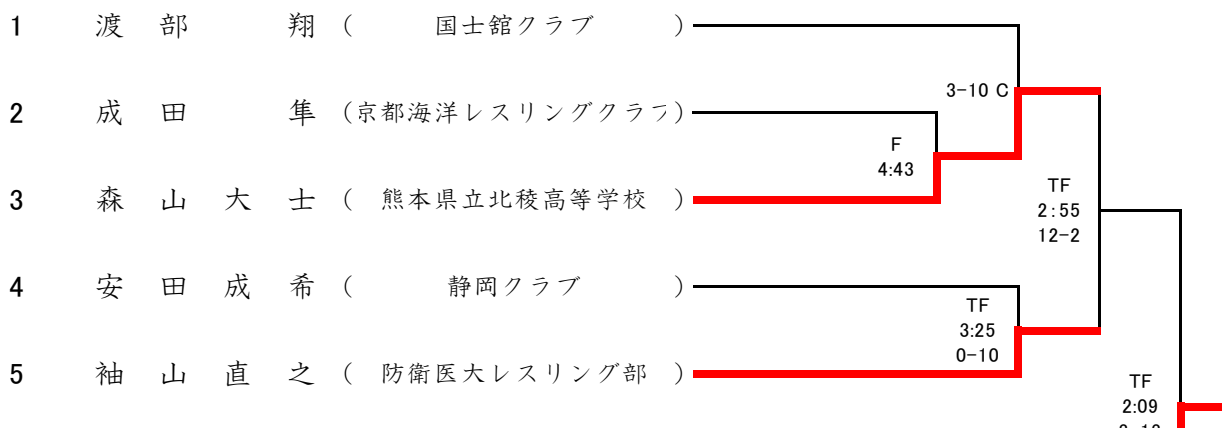 1 渡部 翔 ( 国士舘クラブ )
3-10 C
2 成田 隼 (京都海洋レスリングクラブ)
F
4:43
3 森山大士 ( 熊本県立北稜高等学校 )
TF
2:55
12-2
4 安田成希 ( 静岡クラブ )
TF
3:25
0-10
5 袖山直之 ( 防衛医大レスリング部 )
TF
2:09